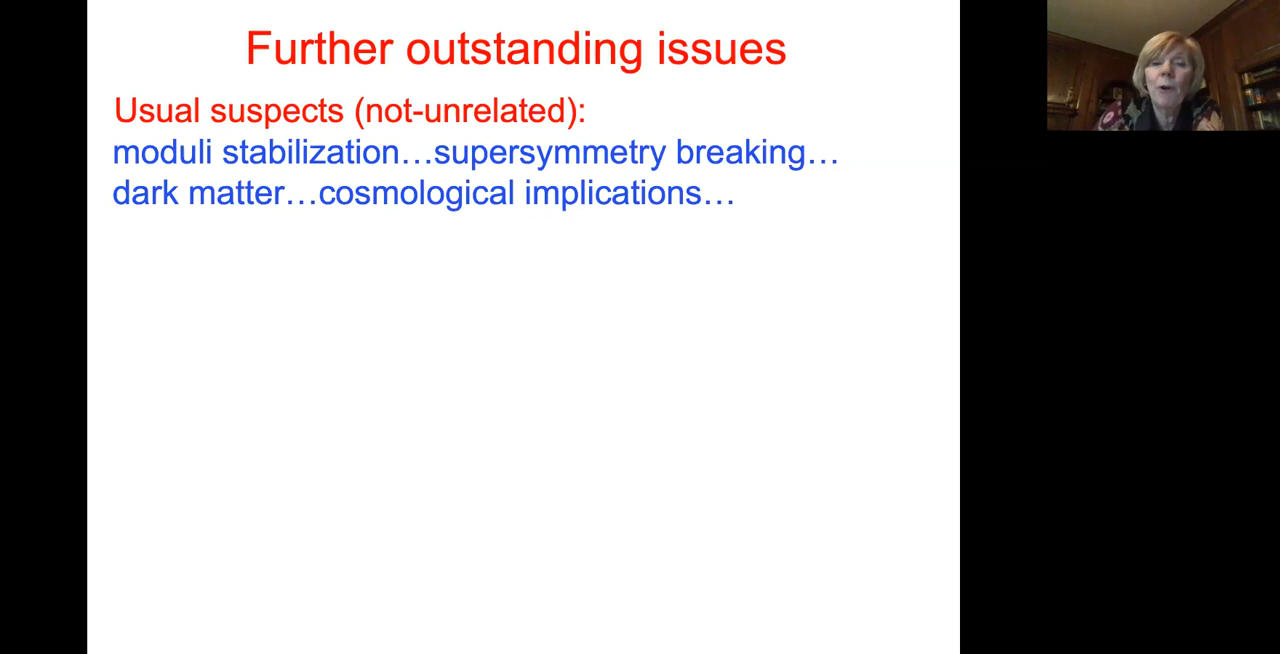 Further outstanding issues
Usual suspects (not-unrelated):
moduli stabilization…supersymmetry breaking…
dark matter…cosmological implications…